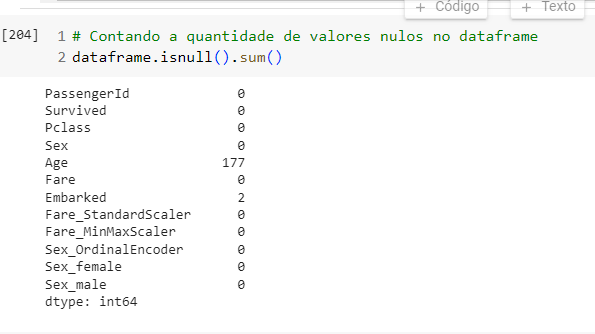 + Código + Texto
[204] 1 # Contando a quantidade de valores nulos no dataframe
2 dataframe.isnull().sum()
PassengerId 0
Survived 0
Pclass 0
Sex 0
Age 177
Fare 0
Embarked 2
Fare_StandardScaler 0
Fare_MinMaxScaler 0
Sex_OrdinalEncoder 0
Sex_female 0
Sex_male 0
dtype: int64